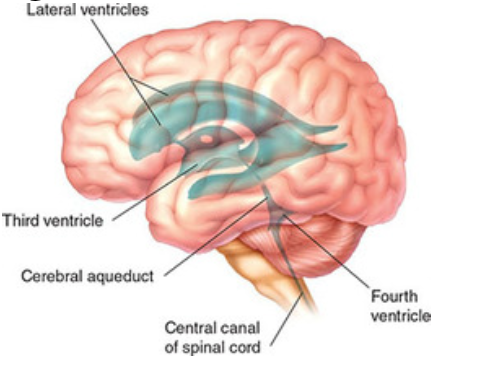 Lateral ventricles
Third ventricle
Cerebral aqueduct
Fourth
ventricle
Central canal
of spinal cord